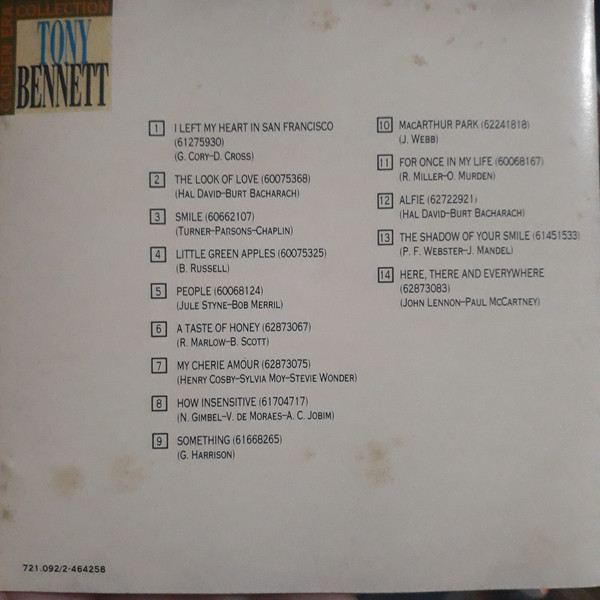 GOLDEN ERA
COLLECTION
TONY
BENNETT
1 I LEFT MY HEART IN SAN FRANCISCO
(61275930)
(G. CORY–D. CROSS)
2 THE LOOK OF LOVE (60075368)
(HAL DAVID–BURT BACHARACH)
3 SMILE (60662107)
(TURNER–PARSONS–CHAPLIN)
4 LITTLE GREEN APPLES (60075325)
(B. RUSSELL)
5 PEOPLE (60068124)
(JULE STYNE–BOB MERRIL)
6 A TASTE OF HONEY (62873067)
(R. MARLOW–B. SCOTT)
7 MY CHERIE AMOUR (62873075)
(HENRY COSBY–SYLVIA MOY–STEVIE WONDER)
8 HOW INSENSITIVE (61704717)
(N. GIMBEL–V. DE MORAES–A. C. JOBIM)
9 SOMETHING (61668265)
(G. HARRISON)
10 MACARTHUR PARK (62241818)
(J. WEBB)
11 FOR ONCE IN MY LIFE (60068167)
(R. MILLER–O. MURDEN)
12 ALFIE (62722921)
(HAL DAVID–BURT BACHARACH)
13 THE SHADOW OF YOUR SMILE (61451533)
(P. F. WEBSTER–J. MANDEL)
14 HERE, THERE AND EVERYWHERE
(62873083)
(JOHN LENNON–PAUL MCCARTNEY)
721.092/2-464258